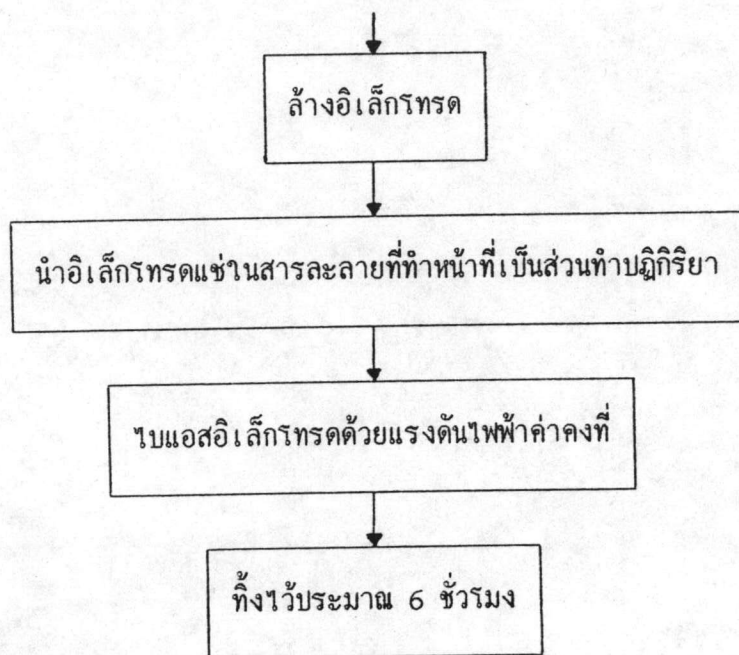 ล้างอิเล็กโทรด
นำอิเล็กโทรดแช่ในสารละลายที่ทำหน้าที่เป็นส่วนทำปฏิกิริยา
ไบแอสอิเล็กโทรดด้วยแรงดันไฟฟ้าค่าคงที่
ทิ้งไว้ประมาณ 6 ชั่วโมง